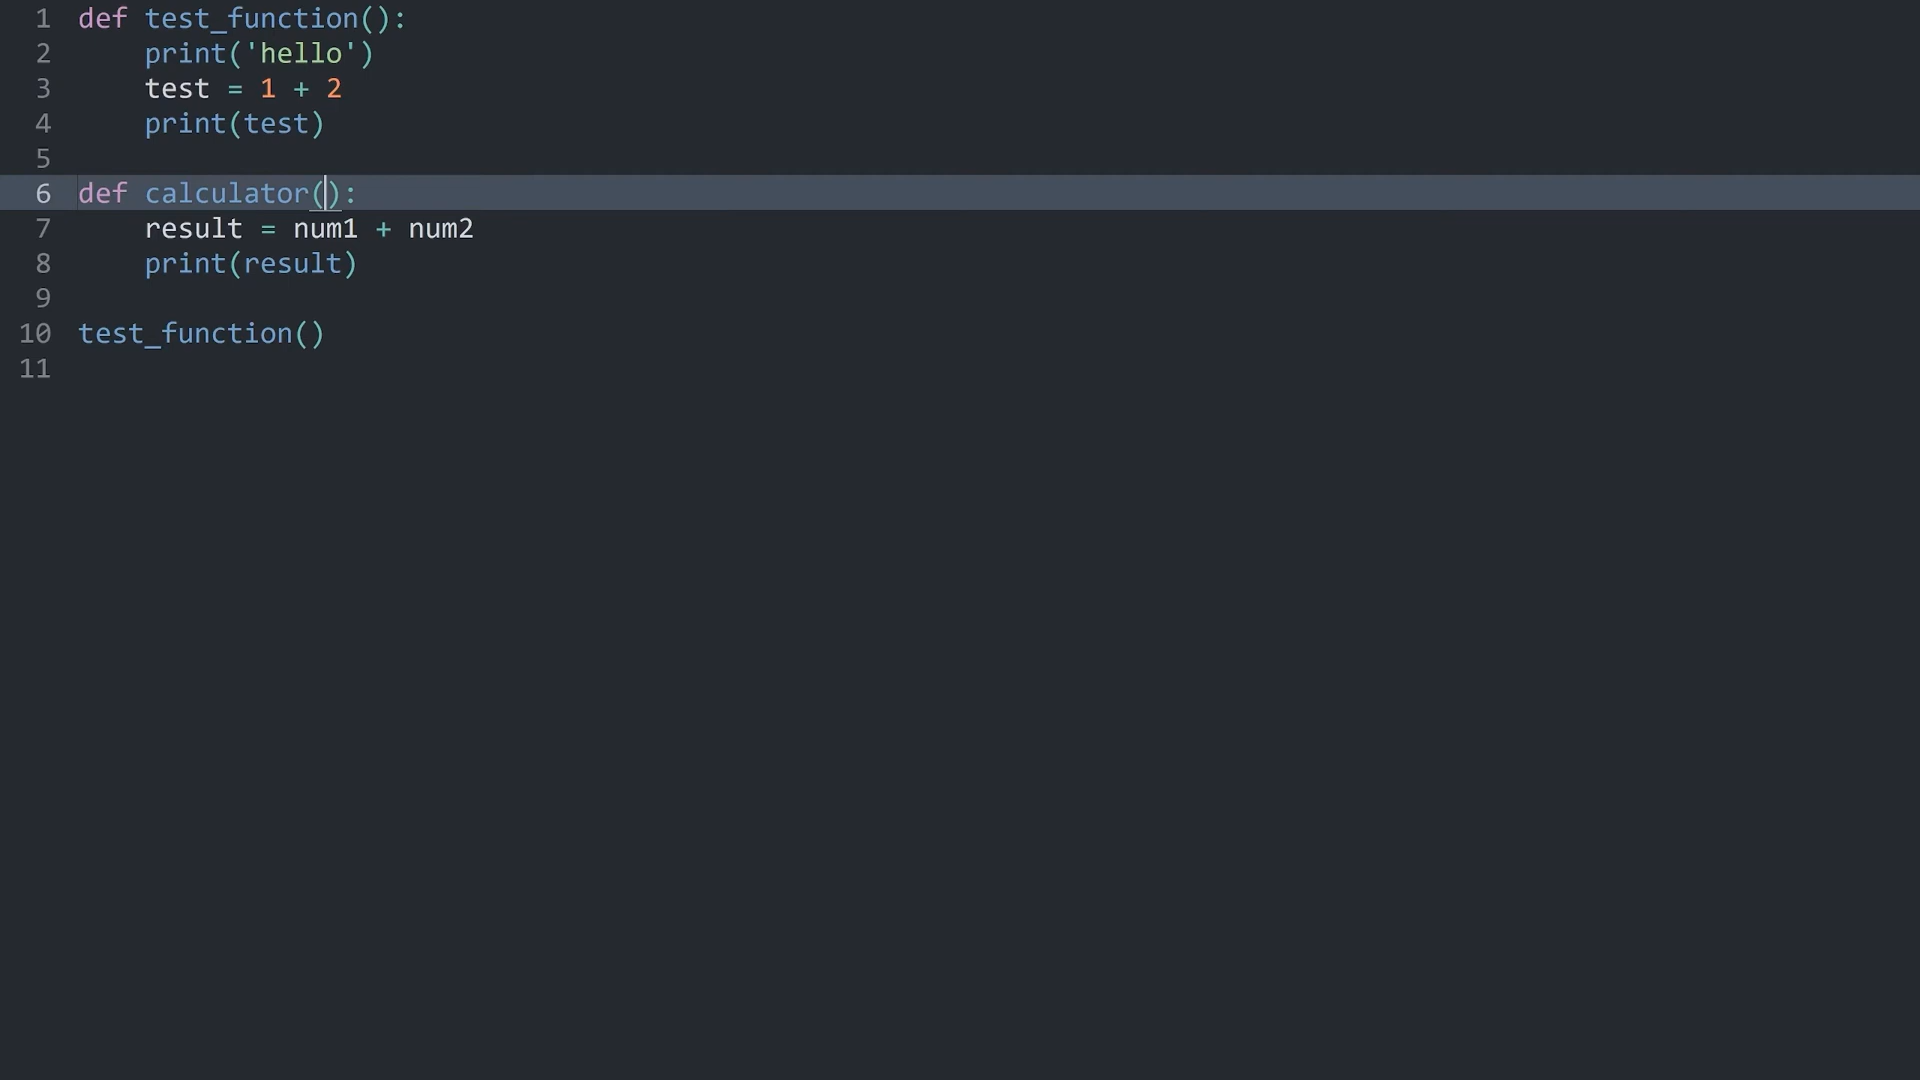 1 def test_function():
2     print('hello')
3     test = 1 + 2
4     print(test)
5
6 def calculator():
7     result = num1 + num2
8     print(result)
9
10 test_function()
11